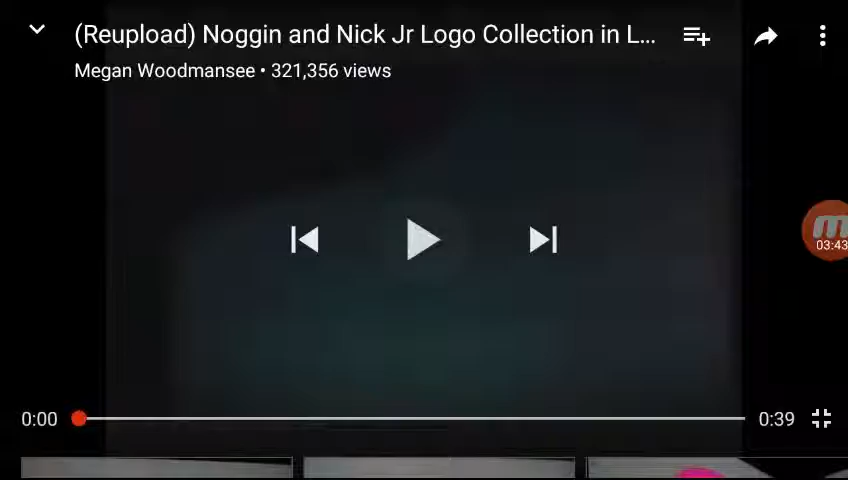 (Reupload) Noggin and Nick Jr Logo Collection in L...
Megan Woodmansee • 321,356 views
03:43
0:00
0:39